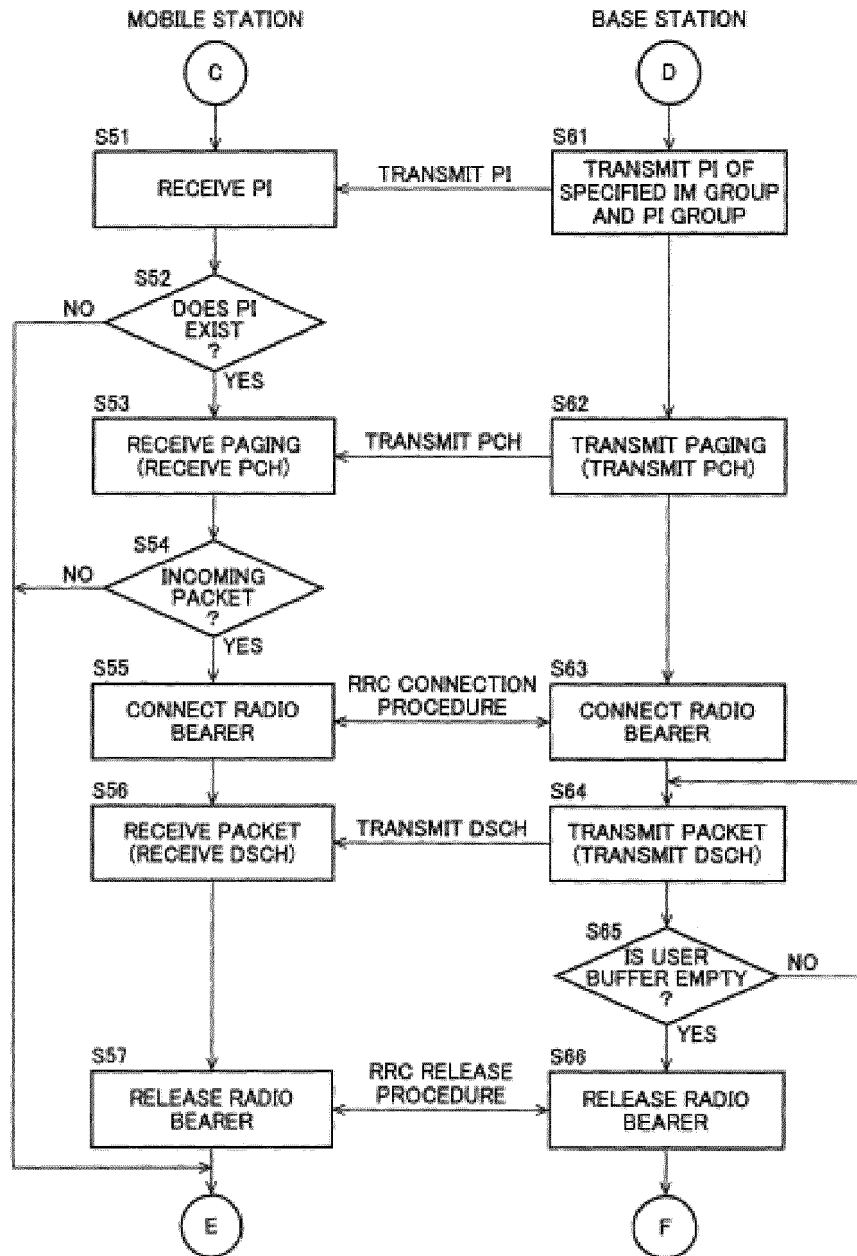 MOBILE STATION
BASE STATION
C
D
S51
S61
RECEIVE PI
TRANSMIT PI
TRANSMIT PI OF
SPECIFIED IM GROUP
AND PI GROUP
S52
NO
DOES PI
EXIST
?
YES
S53
S62
RECEIVE PAGING
(RECEIVE PCH)
TRANSMIT PCH
TRANSMIT PAGING
(TRANSMIT PCH)
S54
NO
INCOMING
PACKET
?
YES
S55
S63
CONNECT RADIO
BEARER
RRC CONNECTION
PROCEDURE
CONNECT RADIO
BEARER
S56
S64
RECEIVE PACKET
(RECEIVE DSCH)
TRANSMIT DSCH
TRANSMIT PACKET
(TRANSMIT DSCH)
S65
IS USER
BUFFER EMPTY
?
NO
YES
S57
S66
RELEASE RADIO
BEARER
RRC RELEASE
PROCEDURE
RELEASE RADIO
BEARER
E
F